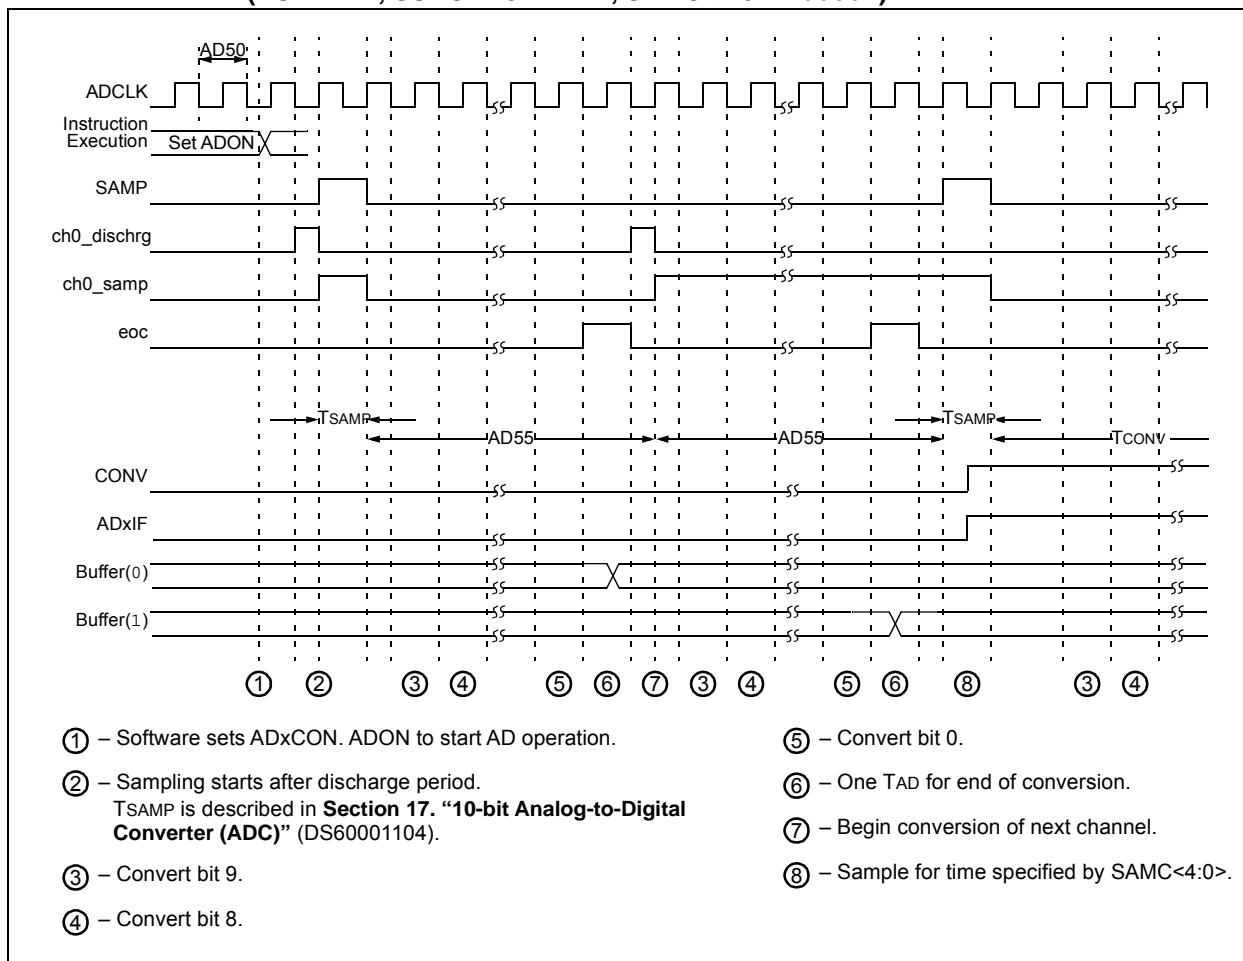 AD50
ADCLK
Instruction
Execution
Set ADON
SAMP
ch0_dischrg
ch0_samp
eoc
TSAMP
TSAMP
AD55
AD55
TCONV
CONV
ADxIF
Buffer(0)
Buffer(1)
1 2 3 4 5 6 7 3 4 5 6 8 3 4
1 – Software sets ADxCON. ADON to start AD operation.
2 – Sampling starts after discharge period.
TSAMP is described in Section 17. “10-bit Analog-to-Digital
Converter (ADC)” (DS60001104).
3 – Convert bit 9.
4 – Convert bit 8.
5 – Convert bit 0.
6 – One TAD for end of conversion.
7 – Begin conversion of next channel.
8 – Sample for time specified by SAMC<4:0>.